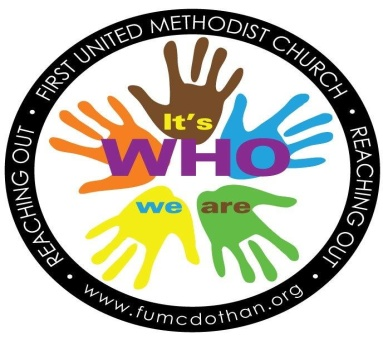 REACHING OUT • FIRST UNITED METHODIST CHURCH • REACHING OUT •
www.fumcdothan.org •
It's
WHO
we are